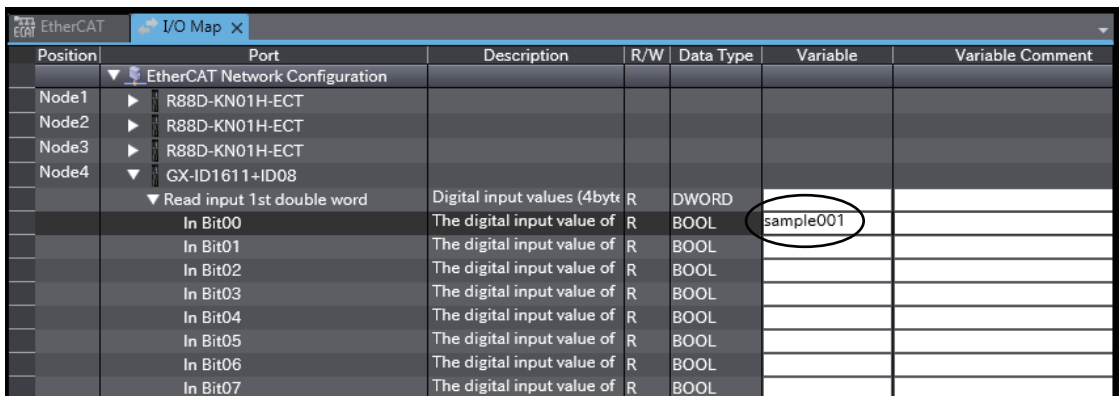 EtherCAT I/O Map
Position Port Description R/W Data Type Variable Variable Comment
EtherCAT Network Configuration
Node1 R88D-KN01H-ECT
Node2 R88D-KN01H-ECT
Node3 R88D-KN01H-ECT
Node4 GX-ID1611+ID08
Read input 1st double word Digital input values (4byte R DWORD
In Bit00 The digital input value of R BOOL sample001
In Bit01 The digital input value of R BOOL
In Bit02 The digital input value of R BOOL
In Bit03 The digital input value of R BOOL
In Bit04 The digital input value of R BOOL
In Bit05 The digital input value of R BOOL
In Bit06 The digital input value of R BOOL
In Bit07 The digital input value of R BOOL